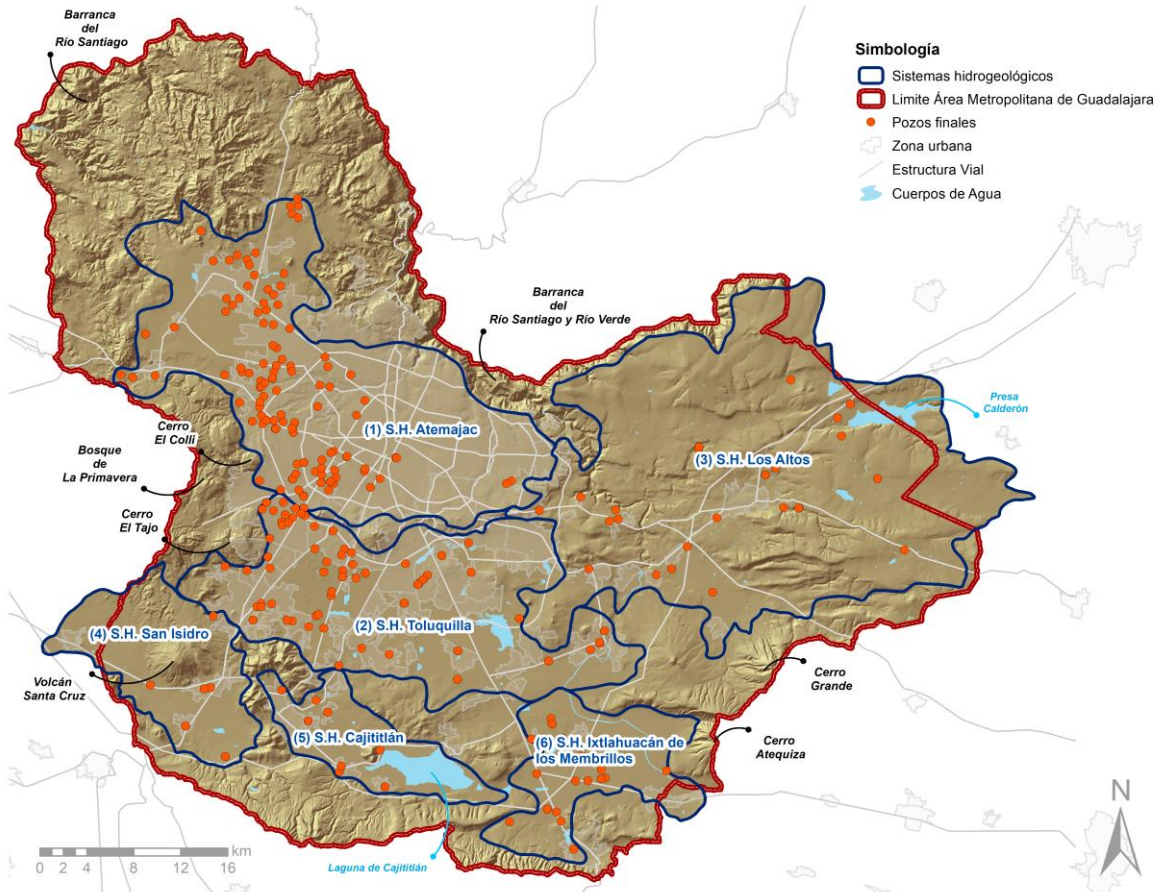 Barranca
del
Río Santiago
Simbología
Sistemas hidrogeológicos
Limite Área Metropolitana de Guadalajara
Pozos finales
Zona urbana
Estructura Vial
Cuerpos de Agua
Barranca
del
Río Santiago y Río Verde
Presa
Calderón
Cerro
El Colli
(1) S.H. Atemajac
Bosque
de
La Primavera
(3) S.H. Los Altos
Cerro
El Tajo
(4) S.H. San Isidro
(2) S.H. Toluquilla
Volcán
Santa Cruz
Cerro
Grande
(5) S.H. Cajititlán
(6) S.H. Ixtlahuacán de
los Membrillos
Cerro
Atequiza
N
km
0 2 4 8 12 16
Laguna de Cajititlán